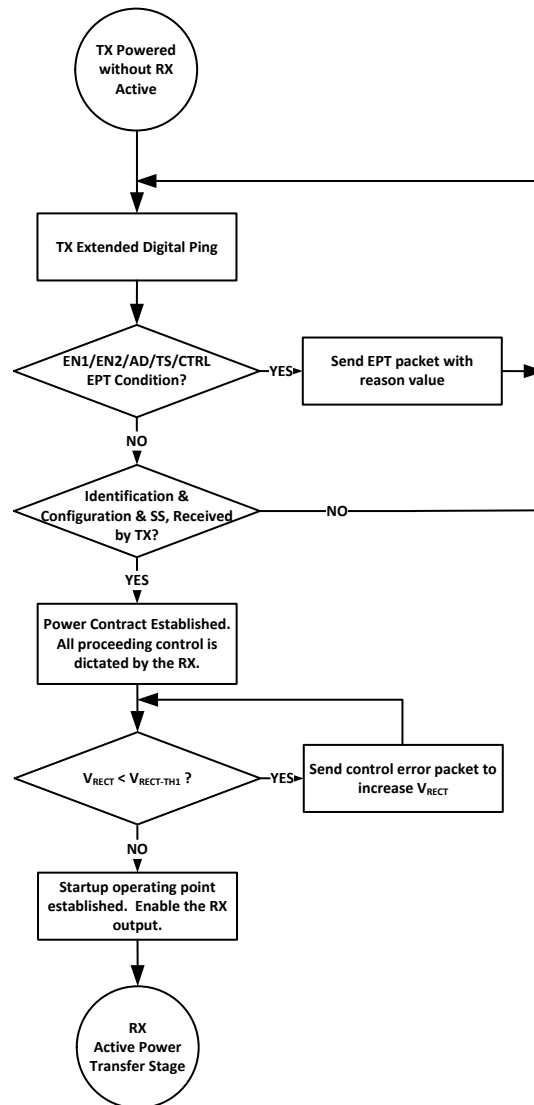 TX Powered
without RX
Active
TX Extended Digital Ping
EN1/EN2/AD/TS/CTRL
EPT Condition?
YES
Send EPT packet with
reason value
NO
Identification &
Configuration & SS, Received
by TX?
NO
YES
Power Contract Established.
All proceeding control is
dictated by the RX.
VRECT < VRECT-TH1 ?
YES
Send control error packet to
increase VRECT
NO
Startup operating point
established. Enable the RX
output.
RX
Active Power
Transfer Stage